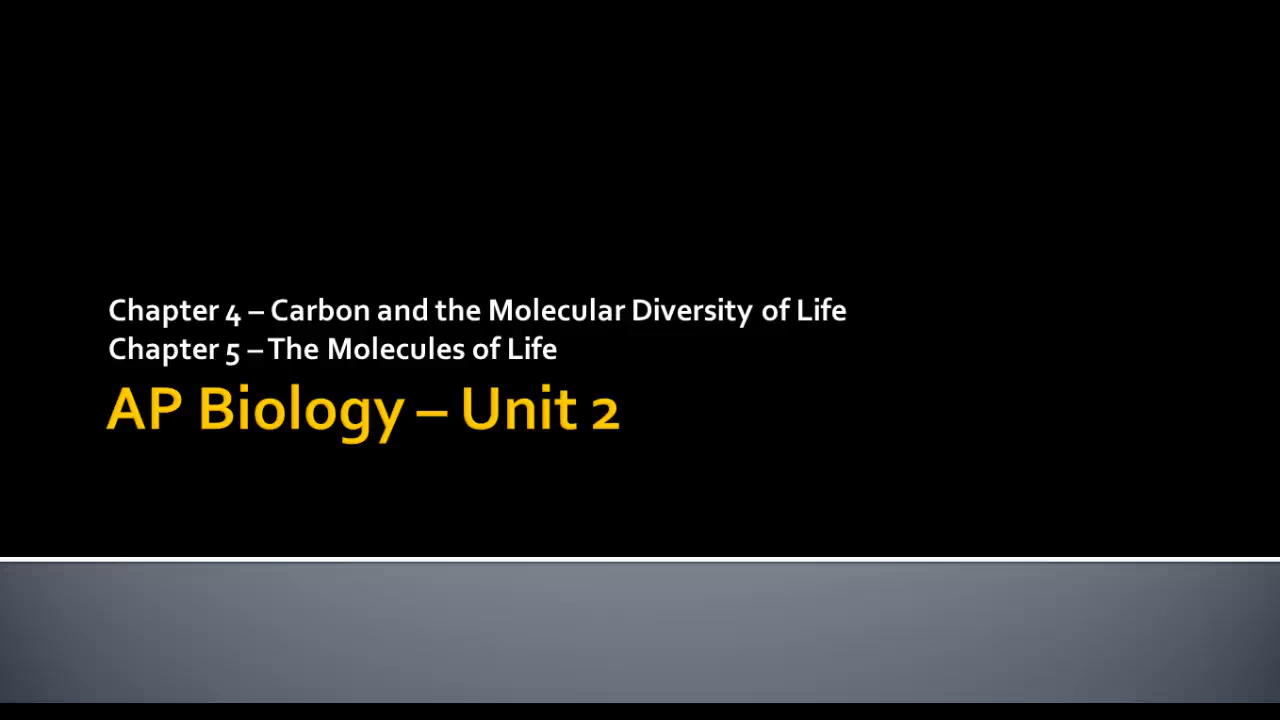 Chapter 4 – Carbon and the Molecular Diversity of Life
Chapter 5 – The Molecules of Life
AP Biology – Unit 2